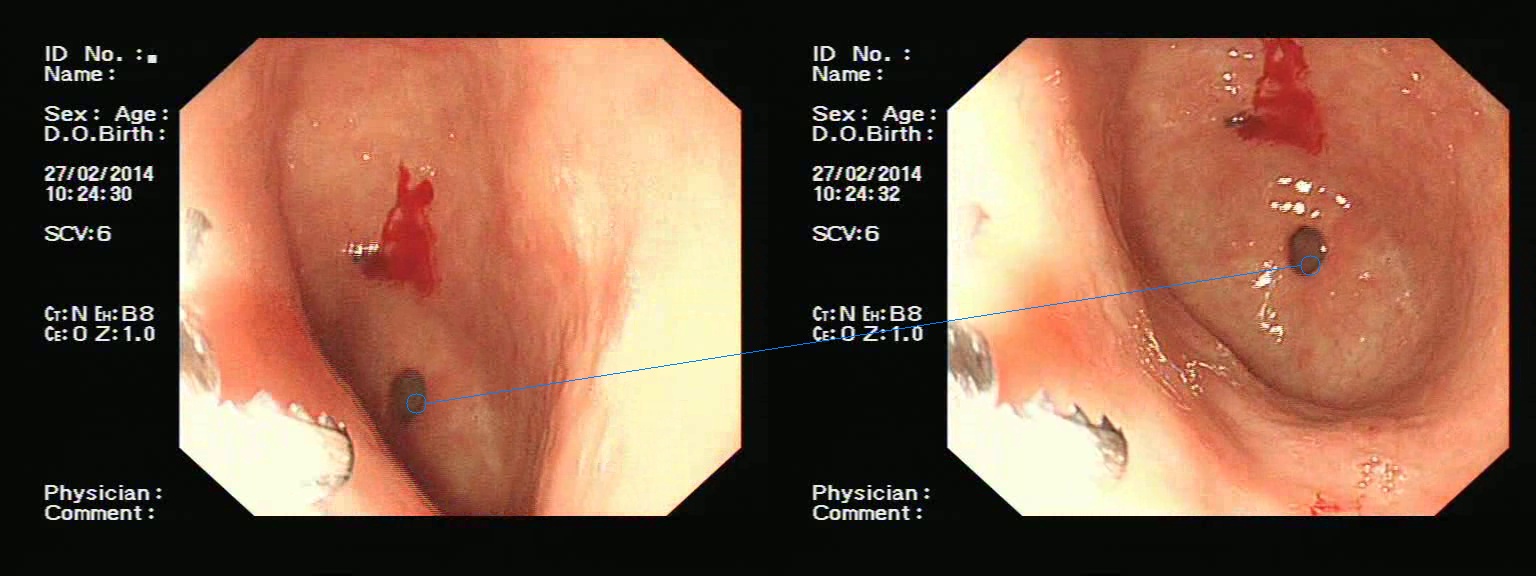 ID No. :
Name:
Sex: Age:
D.O.Birth:
27/02/2014
10:24:30
SCV:6
CT:N EH:B8
CE:0 Z:1.0
Physician:
Comment:
ID No. :
Name:
Sex: Age:
D.O.Birth:
27/02/2014
10:24:32
SCV:6
CT:N EH:B8
CE:0 Z:1.0
Physician:
Comment: